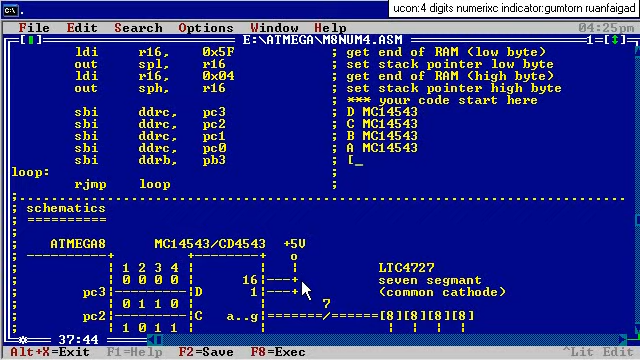 ucon:4 digits numerixc indicator:gumtorn ruanfaigad
C:\ .
File Edit Search Options Window Help 04:25pm
[▮] E:\ATMEGA\M8NUM4.ASM 1=[↕]
ldi r16, 0x5F ; get end of RAM (low byte)
out spl, r16 ; set stack pointer low byte
ldi r16, 0x04 ; get end of RAM (high byte)
out sph, r16 ; set stack pointer high byte
; *** your code start here
sbi ddrc, pc3 ; D MC14543
sbi ddrc, pc2 ; C MC14543
sbi ddrc, pc1 ; B MC14543
sbi ddrc, pc0 ; A MC14543
sbi ddrb, pb3 ; [_
loop: ;
rjmp loop ;
;...............................................................................
; schematics
; ==========
;
; ATMEGA8 MC14543/CD4543 +5V
; ----------+ +--------+ o
; | 1 2 3 4 | | | LTC4727
; | 0 0 0 0 | 16|---+ seven segmant
; pc3|---------|D 1|---+ (common cathode)
; | 0 1 1 0 | | 7
; pc2|---------|C a..g|======/======[8][8][8][8]
; | 1 0 1 1 | | | | | |
37:44
Alt+X=Exit F1=Help F2=Save F8=Exec ^Lit Edit